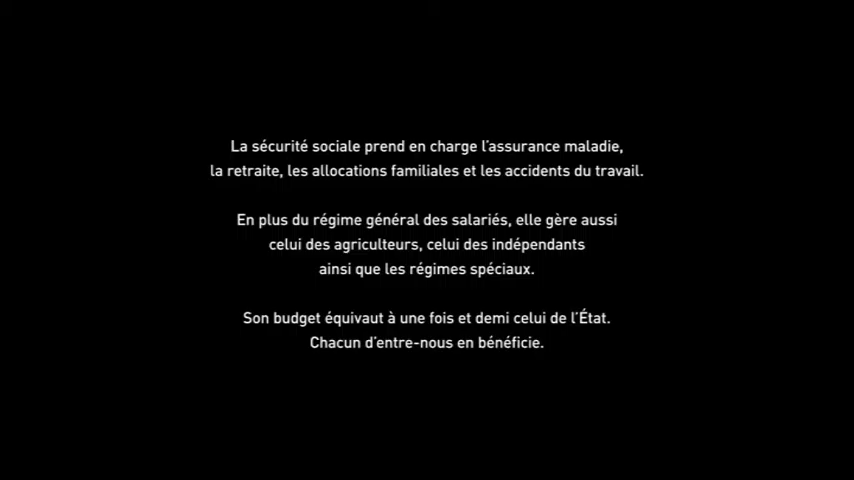 La sécurité sociale prend en charge l'assurance maladie,
la retraite, les allocations familiales et les accidents du travail.
En plus du régime général des salariés, elle gère aussi
celui des agriculteurs, celui des indépendants
ainsi que les régimes spéciaux.
Son budget équivaut à une fois et demi celui de l'État.
Chacun d'entre-nous en bénéficie.